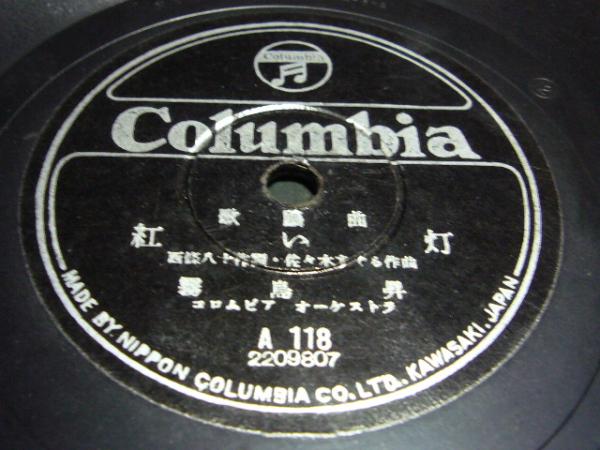 Columbia
Columbia
歌謡曲
紅い灯
西條八十作詞・佐々木すぐる作曲
霧島昇
コロムビア オーケストラ
A 118
2209807
MADE BY NIPPON COLUMBIA CO., LTD., KAWASAKI, JAPAN